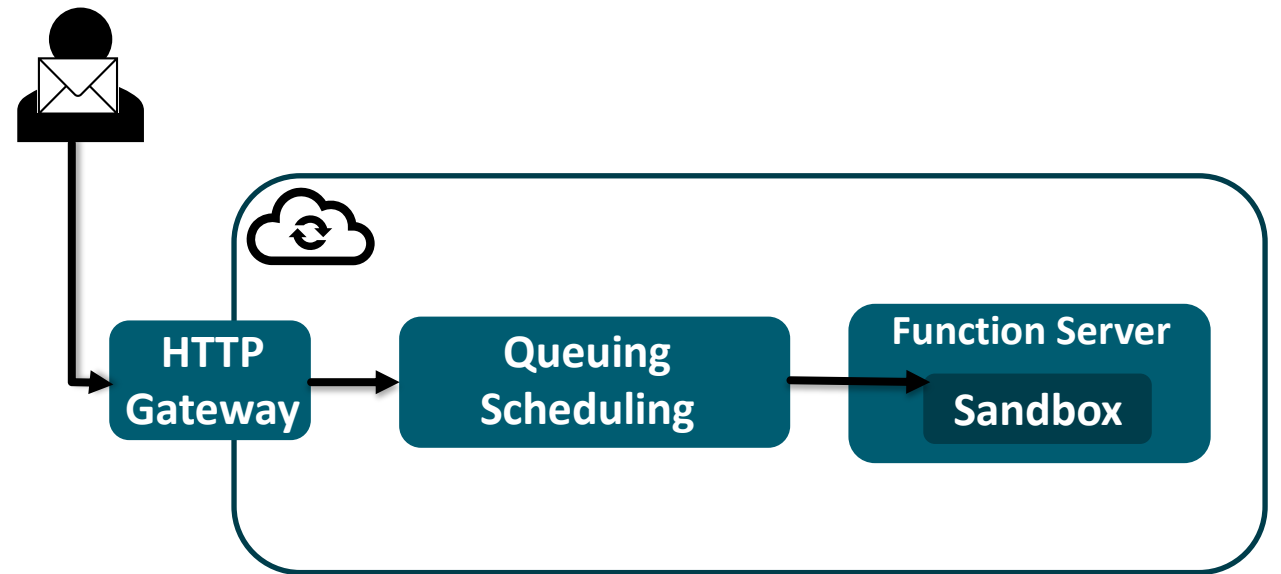 HTTP
Gateway
Queuing
Scheduling
Function Server
Sandbox